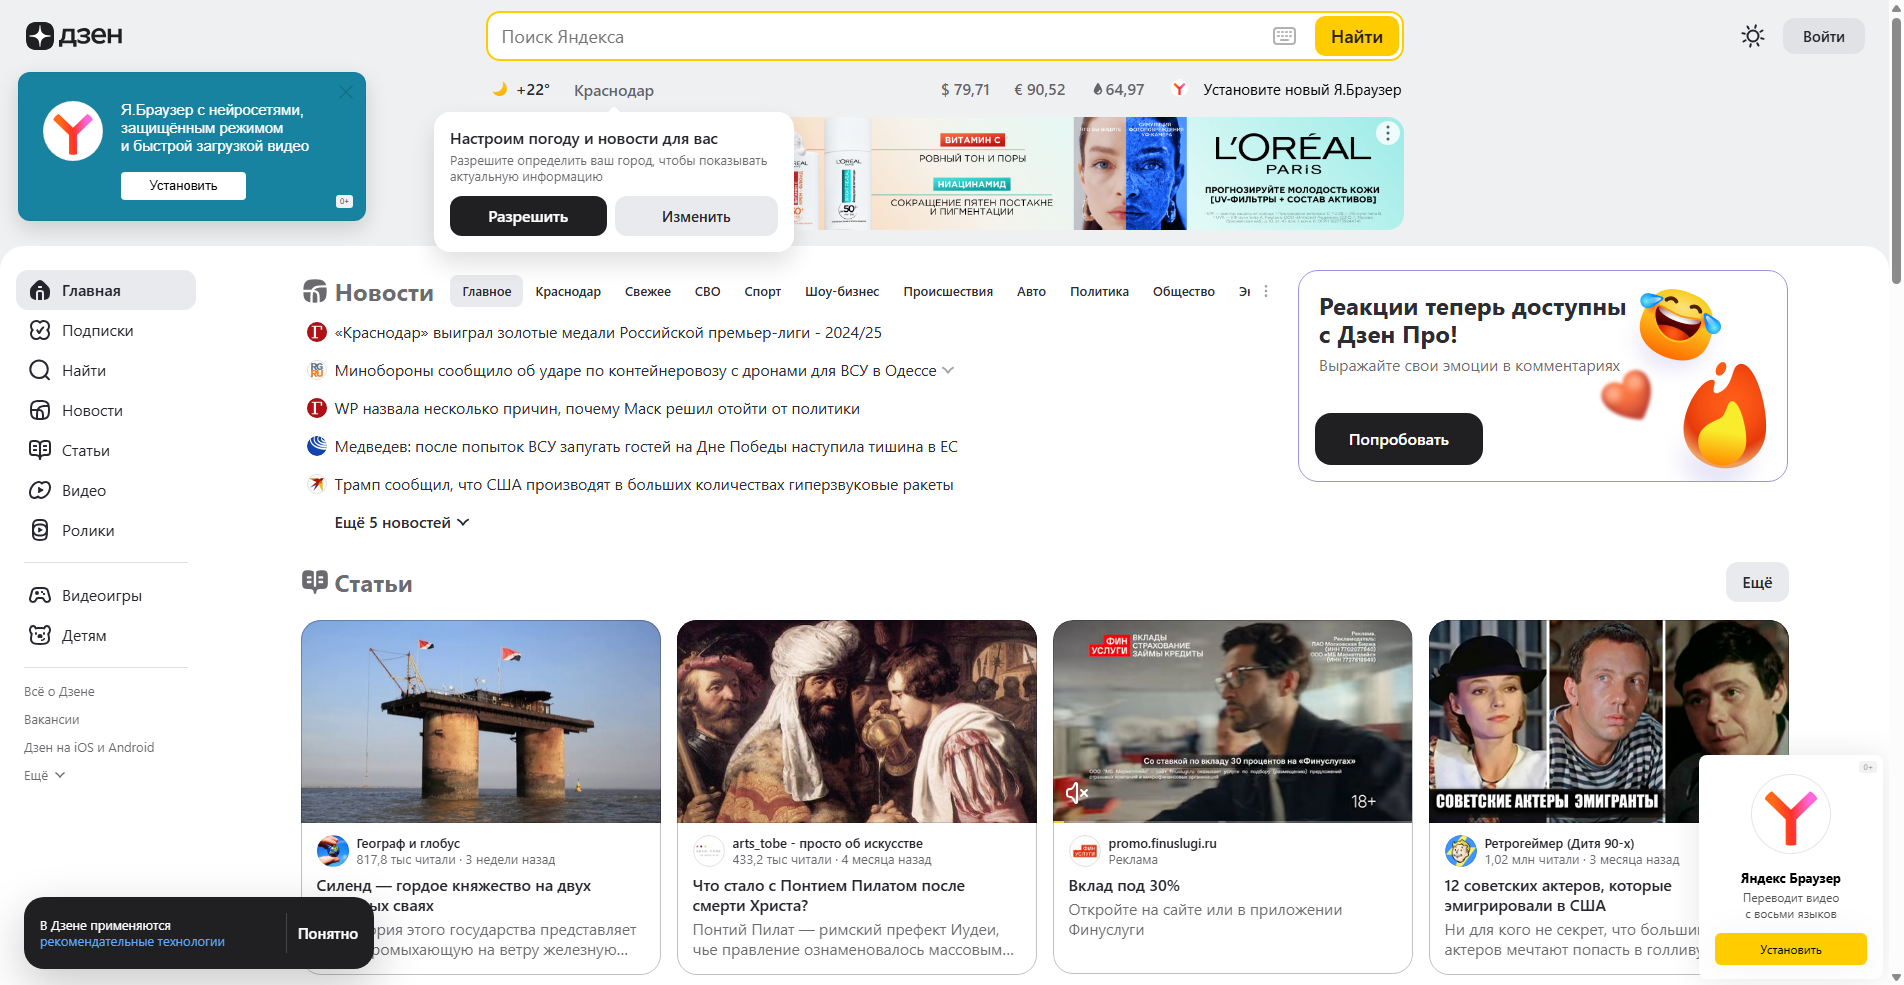 дзен
Поиск Яндекса
Найти
Войти
Я.Браузер с нейросетями,
защищённым режимом
и быстрой загрузкой видео
Установить
0+
+22°
Краснодар
$ 79,71
€ 90,52
64,97
Установите новый Я.Браузер
Настроим погоду и новости для вас
Разрешите определить ваш город, чтобы показывать
актуальную информацию
Разрешить
Изменить
ВИТАМИН С
РОВНЫЙ ТОН И ПОРЫ
НИАЦИНАМИД
СОКРАЩЕНИЕ ПЯТЕН ПОСТАКНЕ
И ПИГМЕНТАЦИИ
L'ORÉAL
PARIS
ПРОГНОЗИРУЙТЕ МОЛОДОСТЬ КОЖИ
[UV-ФИЛЬТРЫ + СОСТАВ АКТИВОВ]
Главная
Подписки
Найти
Новости
Статьи
Видео
Ролики
Видеоигры
Детям
Всё о Дзене
Вакансии
Дзен на iOS и Android
Ещё
Новости
Главное
Краснодар
Свежее
СВО
Спорт
Шоу-бизнес
Происшествия
Авто
Политика
Общество
«Краснодар» выиграл золотые медали Российской премьер-лиги - 2024/25
Минобороны сообщило об ударе по контейнеровозу с дронами для ВСУ в Одессе
WP назвала несколько причин, почему Маск решил отойти от политики
Медведев: после попыток ВСУ запугать гостей на Дне Победы наступила тишина в ЕС
Трамп сообщил, что США производят в больших количествах гиперзвуковые ракеты
Ещё 5 новостей
Реакции теперь доступны
с Дзен Про!
Выражайте свои эмоции в комментариях
Попробовать
Статьи
Ещё
Географ и глобус
817,8 тыс читали · 3 недели назад
Силенд — гордое княжество на двух
ых сваях
рия этого государства представляет
ромыхающую на ветру железную...
arts_tobe - просто об искусстве
433,2 тыс читали · 4 месяца назад
Что стало с Понтием Пилатом после
смерти Христа?
Понтий Пилат — римский префект Иудеи,
чье правление ознаменовалось массовым...
ФИН
УСЛУГИ
ВКЛАДЫ
СТРАХОВАНИЕ
ЗАЙМЫ КРЕДИТЫ
Со ставкой по вкладу 30 процентов на «Финуслугах»
18+
promo.finuslugi.ru
Реклама
Вклад под 30%
Откройте на сайте или в приложении
Финуслуги
СОВЕТСКИЕ АКТЕРЫ ЭМИГРАНТЫ
Ретрогеймер (Дитя 90-х)
1,02 млн читали · 3 месяца назад
12 советских актеров, которые
эмигрировали в США
Ни для кого не секрет, что больши
актеров мечтают попасть в голливу
В Дзене применяются
рекомендательные технологии
Понятно
0+
Яндекс Браузер
Переводит видео
с восьми языков
Установить